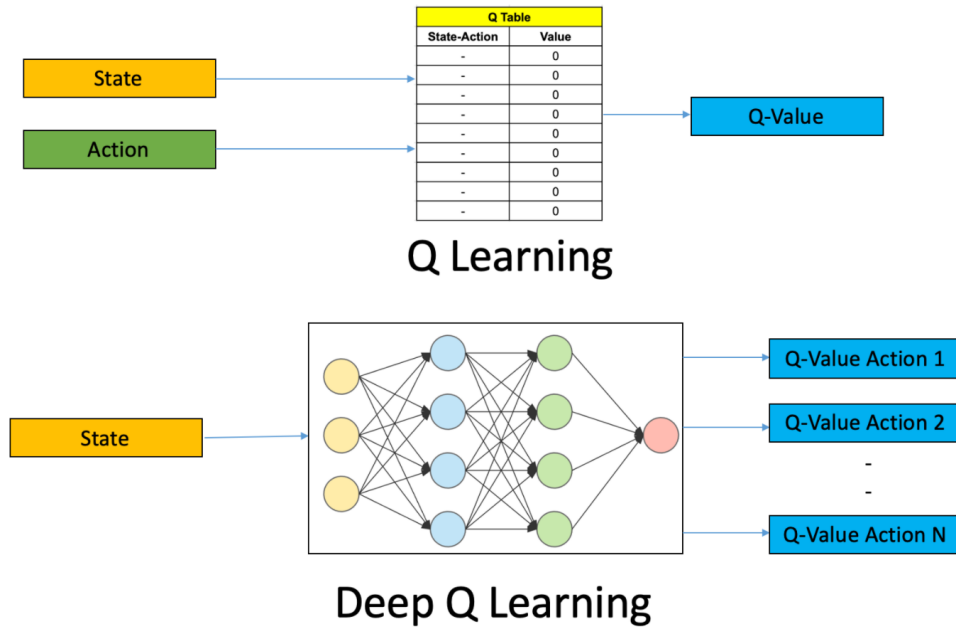 Q Table
State-Action Value
- 0
- 0
- 0
- 0
- 0
- 0
- 0
- 0
- 0
State
Action
Q-Value
Q Learning
State
Q-Value Action 1
Q-Value Action 2
-
-
Q-Value Action N
Deep Q Learning